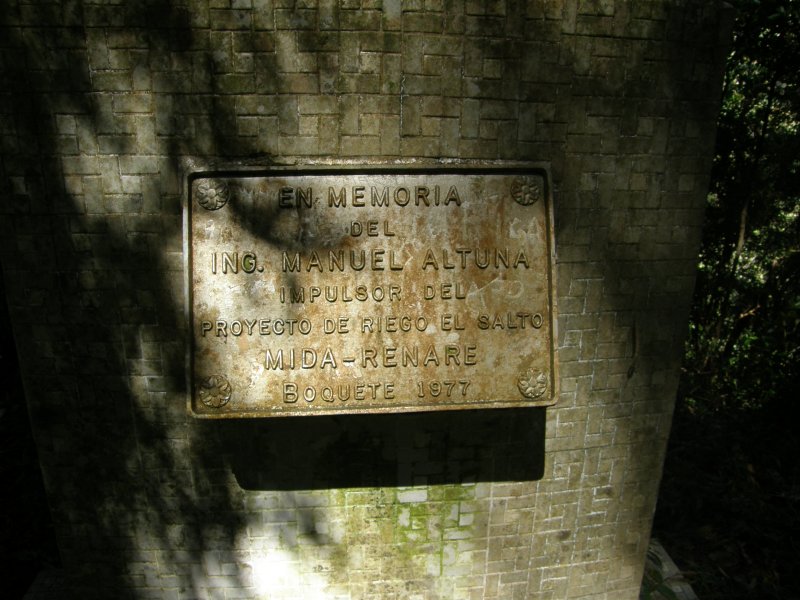 EN MEMORIA
DEL
ING. MANUEL ALTUNA
IMPULSOR DEL
PROYECTO DE RIEGO EL SALTO
MIDA-RENARE
BOQUETE 1977